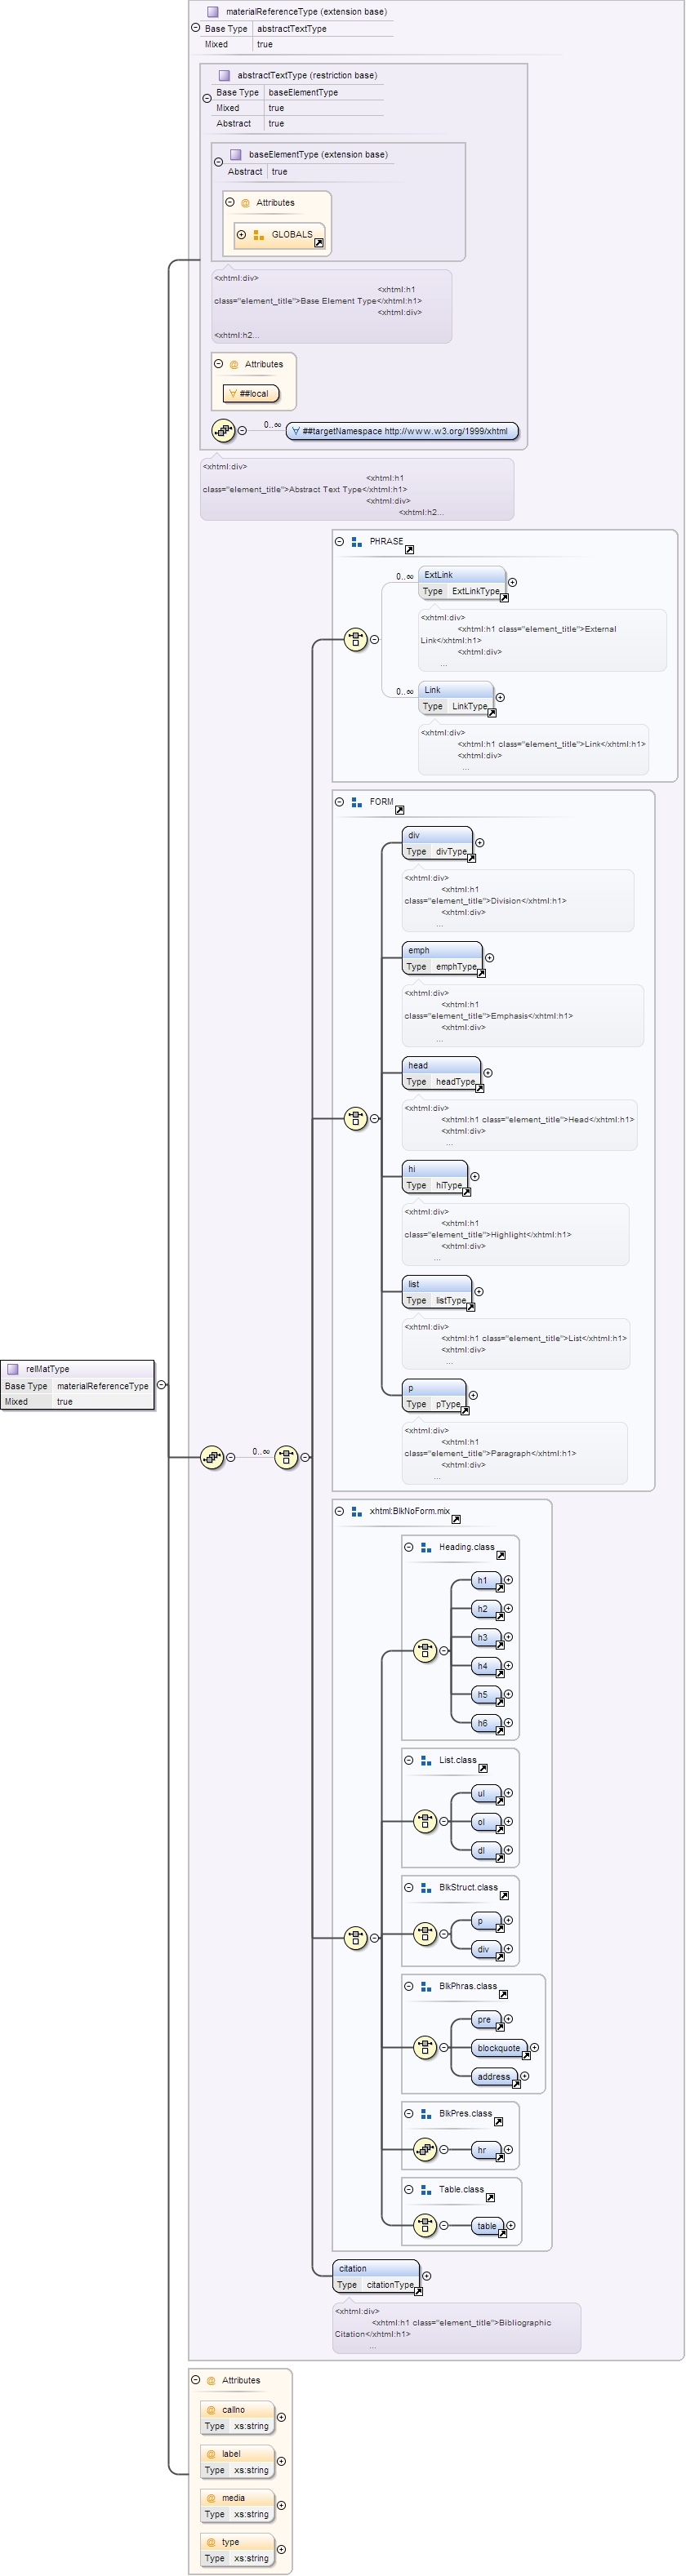 materialReferenceType (extension base)
Base Type abstractTextType
Mixed true
abstractTextType (restriction base)
Base Type baseElementType
Mixed true
Abstract true
baseElementType (extension base)
Abstract true
@ Attributes
GLOBALS
<xhtml:div>
<xhtml:h1
class="element_title">Base Element Type</xhtml:h1>
<xhtml:div>
<xhtml:h2...
@ Attributes
∀ ##local
0..∞
∀ ##targetNamespace http://www.w3.org/1999/xhtml
<xhtml:div>
<xhtml:h1
class="element_title">Abstract Text Type</xhtml:h1>
<xhtml:div>
<xhtml:h2...
PHRASE
0..∞
ExtLink
Type ExtLinkType
<xhtml:div>
<xhtml:h1 class="element_title">External
Link</xhtml:h1>
<xhtml:div>
...
0..∞
Link
Type LinkType
<xhtml:div>
<xhtml:h1 class="element_title">Link</xhtml:h1>
<xhtml:div>
...
FORM
div
Type divType
<xhtml:div>
<xhtml:h1
class="element_title">Division</xhtml:h1>
<xhtml:div>
...
emph
Type emphType
<xhtml:div>
<xhtml:h1
class="element_title">Emphasis</xhtml:h1>
<xhtml:div>
...
head
Type headType
<xhtml:div>
<xhtml:h1 class="element_title">Head</xhtml:h1>
<xhtml:div>
...
hi
Type hiType
<xhtml:div>
<xhtml:h1
class="element_title">Highlight</xhtml:h1>
<xhtml:div>
...
list
Type listType
<xhtml:div>
<xhtml:h1 class="element_title">List</xhtml:h1>
<xhtml:div>
...
p
Type pType
<xhtml:div>
<xhtml:h1
class="element_title">Paragraph</xhtml:h1>
<xhtml:div>
...
relMatType
Base Type materialReferenceType
Mixed true
0..∞
xhtml:BlkNoForm.mix
Heading.class
h1
h2
h3
h4
h5
h6
List.class
ul
ol
dl
BlkStruct.class
p
div
BlkPhras.class
pre
blockquote
address
BlkPres.class
hr
Table.class
table
citation
Type citationType
<xhtml:div>
<xhtml:h1 class="element_title">Bibliographic
Citation</xhtml:h1>
...
@ Attributes
@ callno
Type xs:string
@ label
Type xs:string
@ media
Type xs:string
@ type
Type xs:string